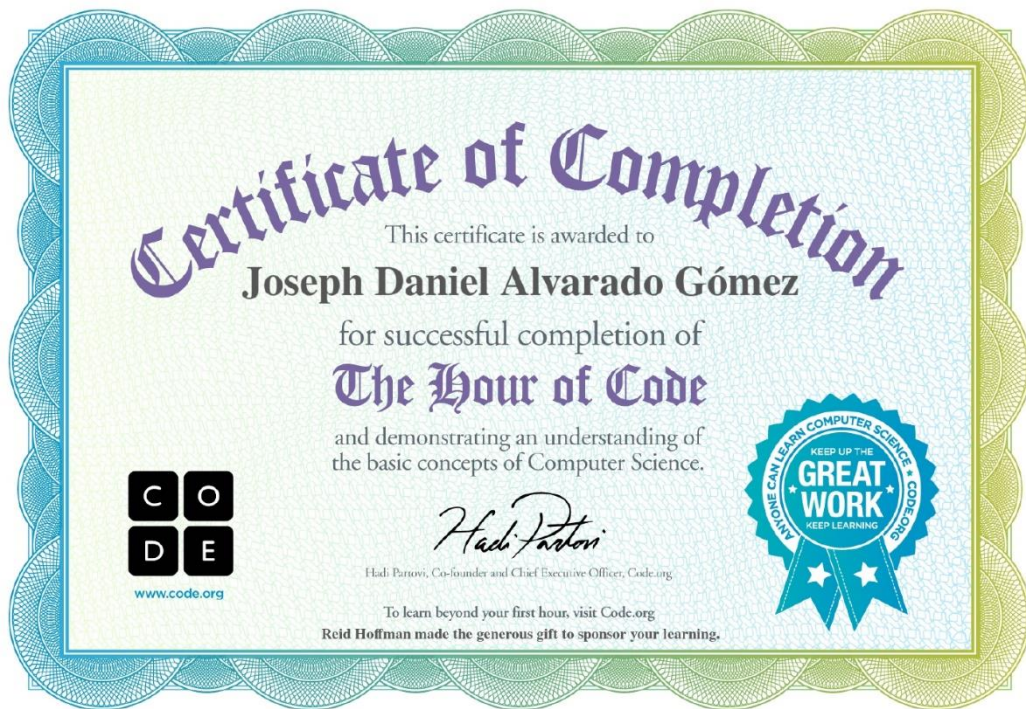 Certificate of Completion
This certificate is awarded to
Joseph Daniel Alvarado Gómez
for successful completion of
The Hour of Code
and demonstrating an understanding of
the basic concepts of Computer Science.
C O
D E
www.code.org
Hadi Partovi
Hadi Partovi, Co-founder and Chief Executive Officer, Code.org
To learn beyond your first hour, visit Code.org
Reid Hoffman made the generous gift to sponsor your learning.
ANYONE CAN LEARN COMPUTER SCIENCE • CODE.ORG
KEEP UP THE
GREAT
WORK
KEEP LEARNING